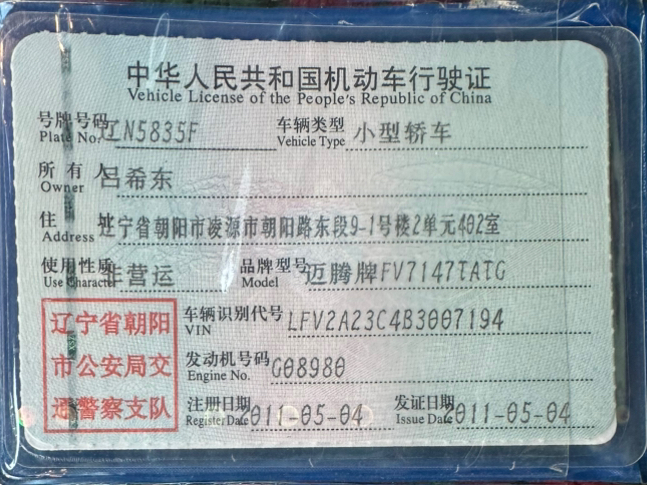 中华人民共和国机动车行驶证
Vehicle License of the People's Republic of China
号牌号码 辽N5835F 车辆类型 小型轿车
Plate No. Vehicle Type
所有人 吕希东
Owner
住址 辽宁省朝阳市凌源市朝阳路东段9-1号楼2单元402室
Address
使用性质 非营运 品牌型号 迈腾牌FV7147TATG
Use Character Model
辽宁省朝阳
市公安局交
通警察支队
车辆识别代号 LFV2A23C4B3007194
VIN
发动机号码 G08980
Engine No.
注册日期 2011-05-04 发证日期 2011-05-04
Register Date Issue Date